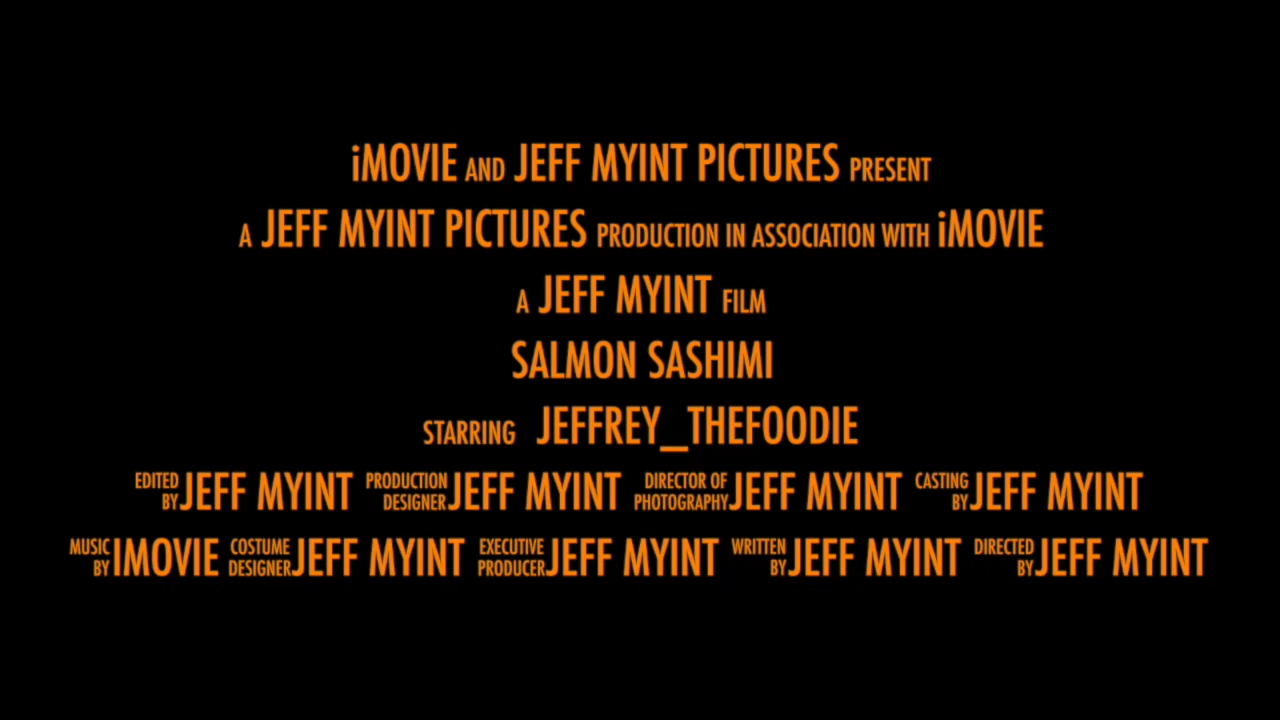 iMOVIE AND JEFF MYINT PICTURES PRESENT
A JEFF MYINT PICTURES PRODUCTION IN ASSOCIATION WITH iMOVIE
A JEFF MYINT FILM
SALMON SASHIMI
STARRING JEFFREY_THEFOODIE
EDITED BY JEFF MYINT PRODUCTION DESIGNER JEFF MYINT DIRECTOR OF PHOTOGRAPHY JEFF MYINT CASTING BY JEFF MYINT
MUSIC BY IMOVIE COSTUME DESIGNER JEFF MYINT EXECUTIVE PRODUCER JEFF MYINT WRITTEN BY JEFF MYINT DIRECTED BY JEFF MYINT